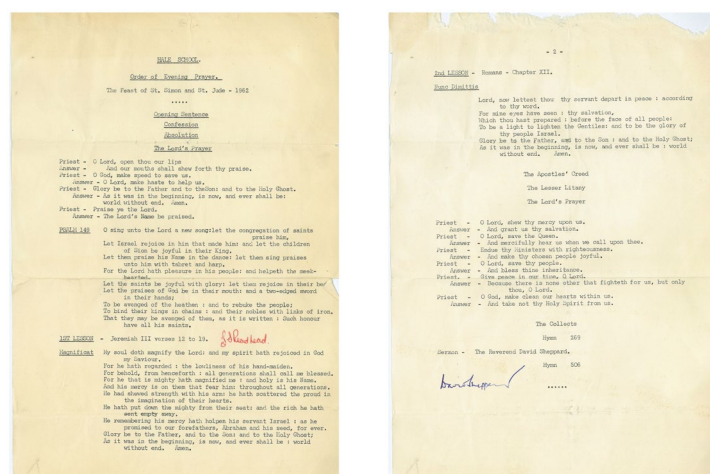 HALE SCHOOL.
Order of Evening Prayer.
The Feast of St. Simon and St. Jude - 1962
.....
Opening Sentence
Confession
Absolution
The Lord's Prayer
Priest - O Lord, open thou our lips
Answer - And our mouths shall shew forth thy praise.
Priest - O God, make speed to save us.
Answer - O Lord, make haste to help us.
Priest - Glory be to the Father and to theSon: and to the Holy Ghost.
Answer - As it was in the beginning, is now, and ever shall be:
world without end. Amen.
Priest - Praise ye the Lord.
Answer - The Lord's Name be praised.
PSALM 149 O sing unto the Lord a new song:let the congregation of saints
praise him,
Let Israel rejoice in him that made him: and let the children
of Sion be joyful in their King.
Let them praise his Name in the dance: let them sing praises
unto him with tabret and harp.
For the Lord hath pleasure in his people: and helpeth the meek-
hearted.
Let the saints be joyful with glory: let them rejoice in their be/
Let the praises of God be in their mouth: and a two-edged sword
in their hands;
To be avenged of the heathen : and to rebuke the people;
To bind their kings in chains : and their nobles with licks of iron.
That they may be avenged of them, as it is written : Such honour
have all his saints.
1ST LESSON - Jeremiah III verses 12 to 19.
Magnificat My soul doth magnify the Lord: and my spirit hath rejoiced in God
my Saviour.
For he hath regarded : the lowliness of his hand-maiden.
For behold, from henceforth : all generations shall call me blessed.
For he that is mighty hath magnified me : and holy is his Name.
And his mercy is on them that fear him: throughout all generations.
He had shewed strength with his arm: he hath scattered the proud in
the imagination of their hearts.
He hath put down the mighty from their seat: and the rich he hath
sent empty away.
He remembering his mercy hath holpen his servant Israel : as he
promised to our forefathers, Abraham and his seed, for ever.
Glory be to the Father, and to the Son: and to the Holy Ghost;
As it was in the beginning, is now, and ever shall be : world
without end. Amen.
- 2 -
2nd LESSON - Romans - Chapter XII.
Nunc Dimittis
Lord, now lettest thou thy servant depart in peace : according
to thy word.
For mine eyes have seen : thy salvation,
Which thou hast prepared : before the face of all people:
To be a light to lighten the Gentiles: and to be the glory of
thy people Israel.
Glory be to the Father, and to the Son : and to the Holy Ghost;
As it was in the beginning, is now, and ever shall be : world
without end. Amen.
The Apostles' Creed
The Lesser Litany
The Lord's Prayer
Priest - O Lord, shew thy mercy upon us.
Answer - And grant us thy salvation.
Priest - O Lord, save the Queen.
Answer - And mercifully hear us when we call upon thee.
Priest - Endue thy Ministers with righteousness.
Answer - And make thy chosen people joyful.
Priest - O Lord, save thy people.
Answer - And bless thine inheritance.
Priest. - Give peace in our time, O Lord.
Answer - Because there is none other that fighteth for us, but only
thou, O Lord.
Priest - O God, make clean our hearts within us.
Answer - And take not thy Holy Spirit from us.
The Collects
Hymn 569
Sermon - The Reverend David Sheppard.
Hymn 506
David Sheppard
......